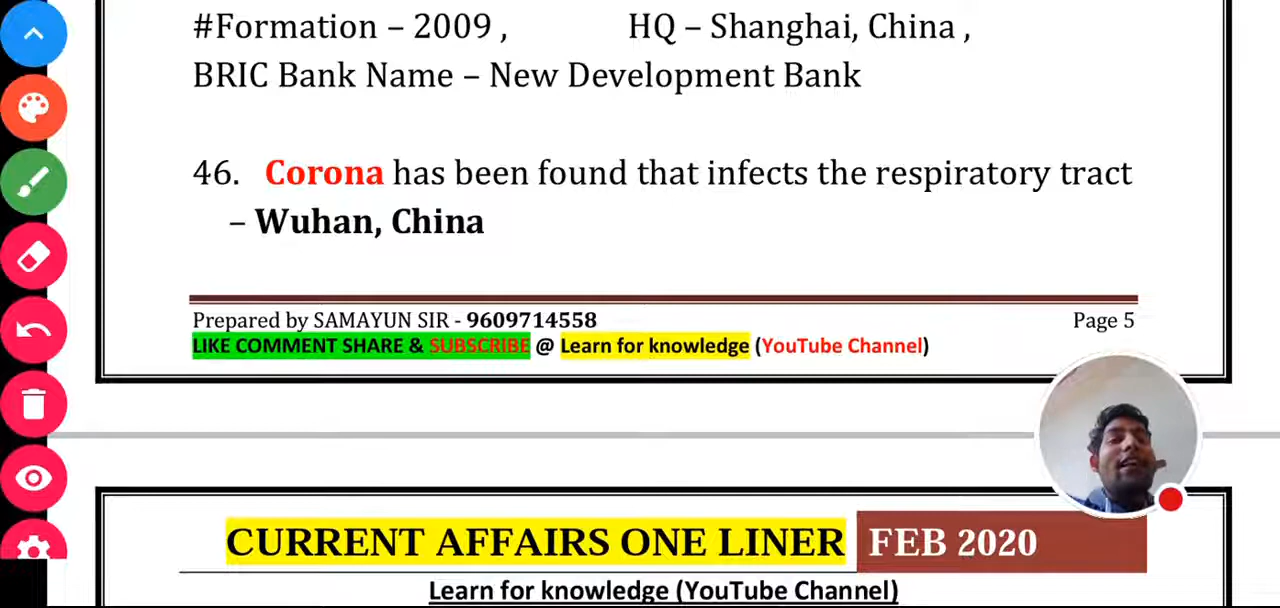 #Formation – 2009 , HQ – Shanghai, China ,
BRIC Bank Name – New Development Bank
46. Corona has been found that infects the respiratory tract
– Wuhan, China
Prepared by SAMAYUN SIR - 9609714558 Page 5
LIKE COMMENT SHARE & SUBSCRIBE @ Learn for knowledge (YouTube Channel)
CURRENT AFFAIRS ONE LINER FEB 2020
Learn for knowledge (YouTube Channel)